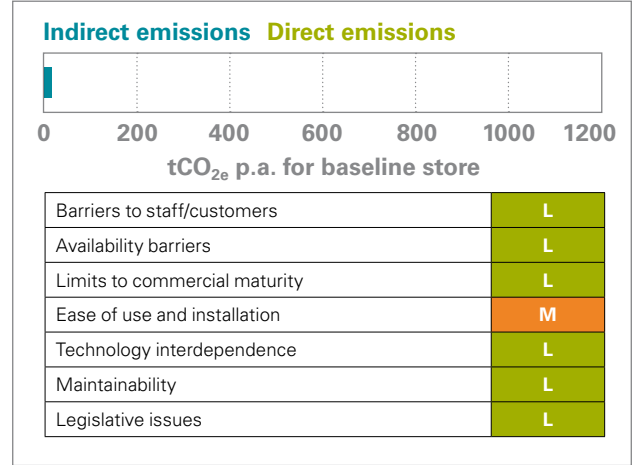 Indirect emissions Direct emissions
0 200 400 600 800 1000 1200
tCO2e p.a. for baseline store
Barriers to staff/customers L
Availability barriers L
Limits to commercial maturity L
Ease of use and installation M
Technology interdependence L
Maintainability L
Legislative issues L